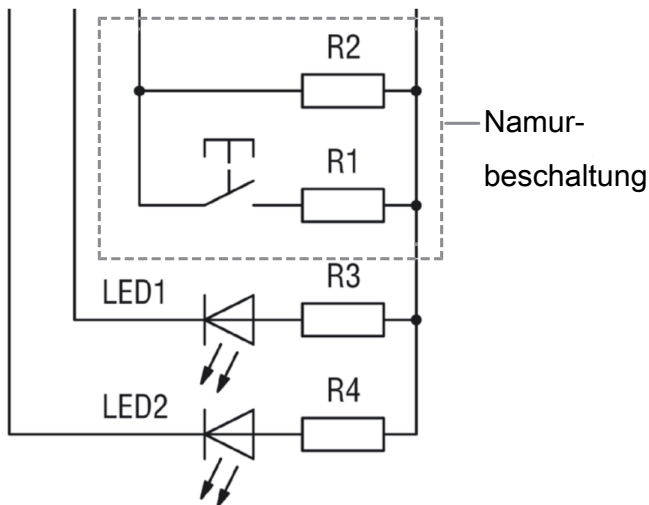 R2
Namur-
R1
beschaltung
LED1
R3
LED2
R4